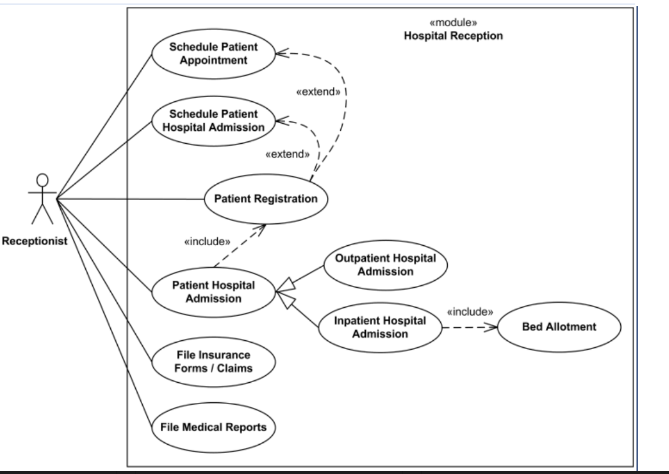 «module»
Hospital Reception
Schedule Patient
Appointment
«extend»
Schedule Patient
Hospital Admission
«extend»
Patient Registration
Receptionist
«include»
Outpatient Hospital
Admission
Patient Hospital
Admission
«include»
Inpatient Hospital
Admission
Bed Allotment
File Insurance
Forms / Claims
File Medical Reports